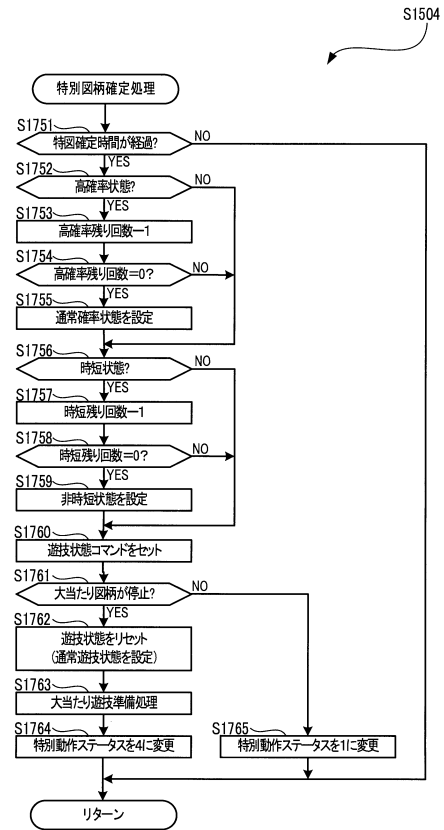 S1504
特別図柄確定処理
S1751
特図確定時間が経過?
NO
YES
S1752
高確率状態?
NO
YES
S1753
高確率残り回数ー1
S1754
高確率残り回数=0?
NO
YES
S1755
通常確率状態を設定
S1756
時短状態?
NO
YES
S1757
時短残り回数ー1
S1758
時短残り回数=0?
NO
YES
S1759
非時短状態を設定
S1760
遊技状態コマンドをセット
S1761
大当たり図柄が停止?
NO
YES
S1762
遊技状態をリセット
(通常遊技状態を設定)
S1763
大当たり遊技準備処理
S1764
特別動作ステータスを4に変更
S1765
特別動作ステータスを1に変更
リターン